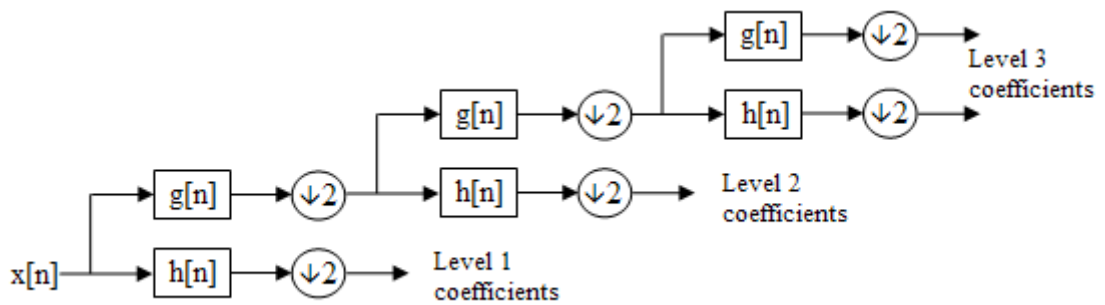 g[n] ↓2
Level 3
coefficients
g[n] ↓2 h[n] ↓2
g[n] ↓2 h[n] ↓2
Level 2
coefficients
x[n] h[n] ↓2
Level 1
coefficients